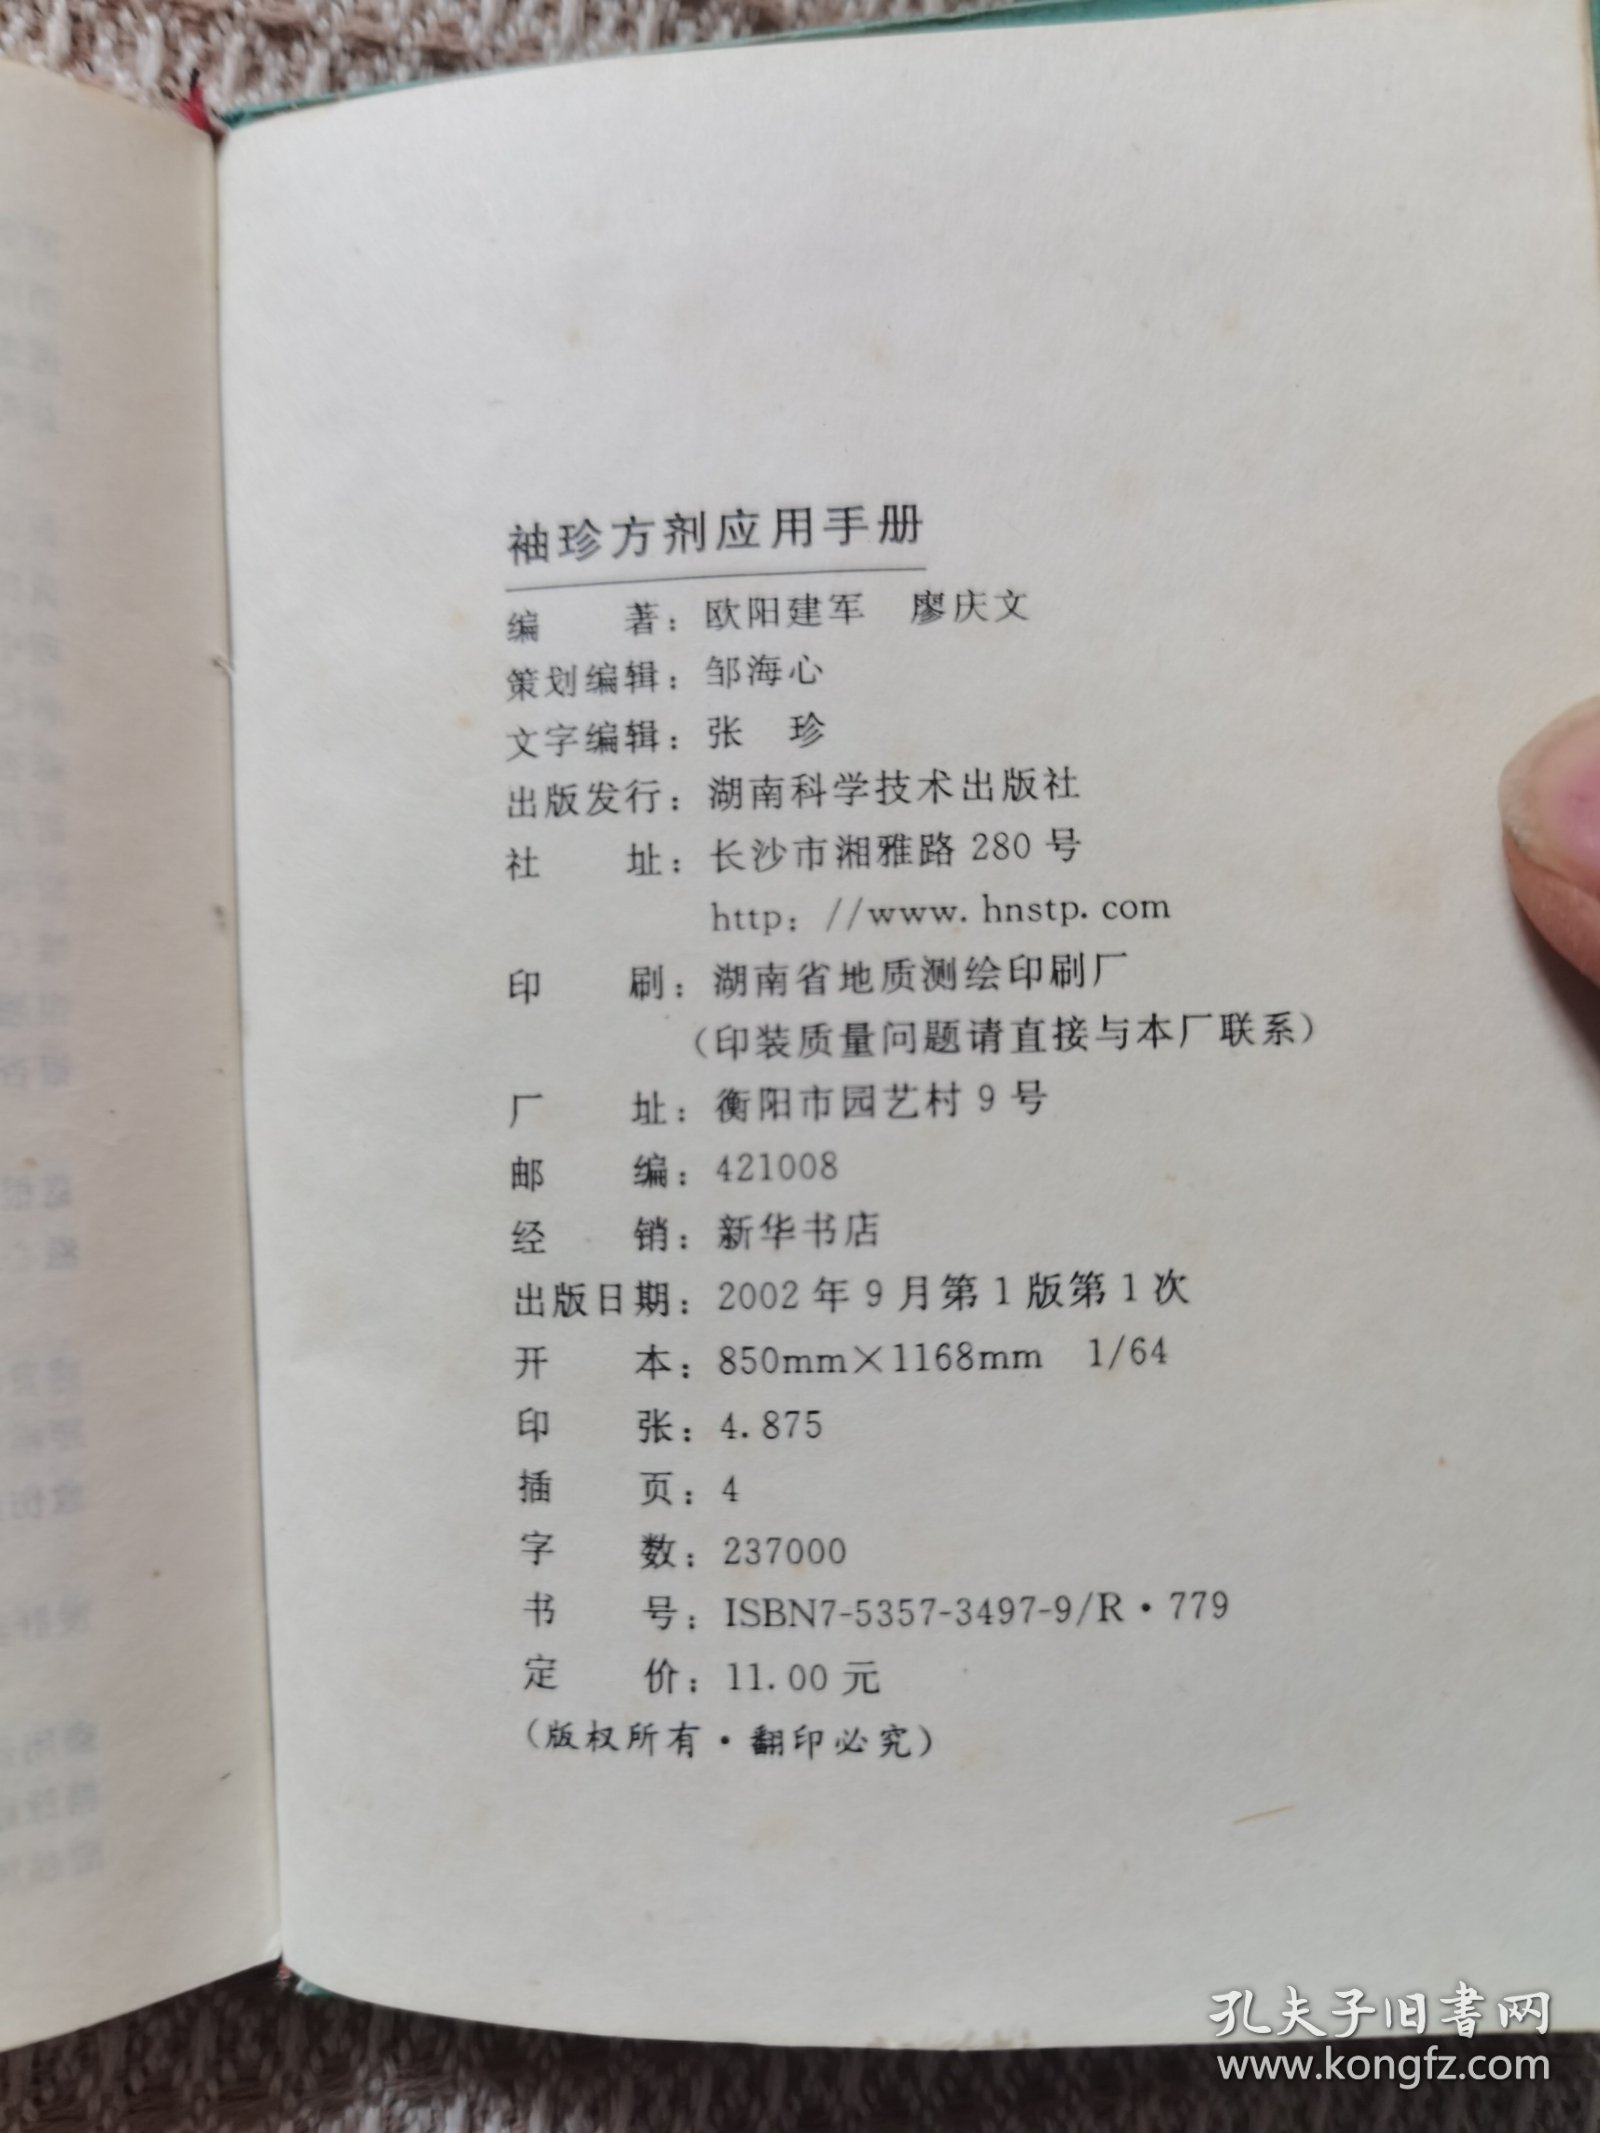 袖珍方剂应用手册
编 著：欧阳建军 廖庆文
策划编辑：邹海心
文字编辑：张 珍
出版发行：湖南科学技术出版社
社 址：长沙市湘雅路 280 号
http：//www. hnstp. com
印 刷：湖南省地质测绘印刷厂
（印装质量问题请直接与本厂联系）
厂 址：衡阳市园艺村 9 号
邮 编：421008
经 销：新华书店
出版日期：2002 年 9 月第 1 版第 1 次
开 本：850mm×1168mm 1/64
印 张：4.875
插 页：4
字 数：237000
书 号：ISBN7-5357-3497-9/R·779
定 价：11.00 元
（版权所有·翻印必究）
孔夫子旧書网
www.kongfz.com